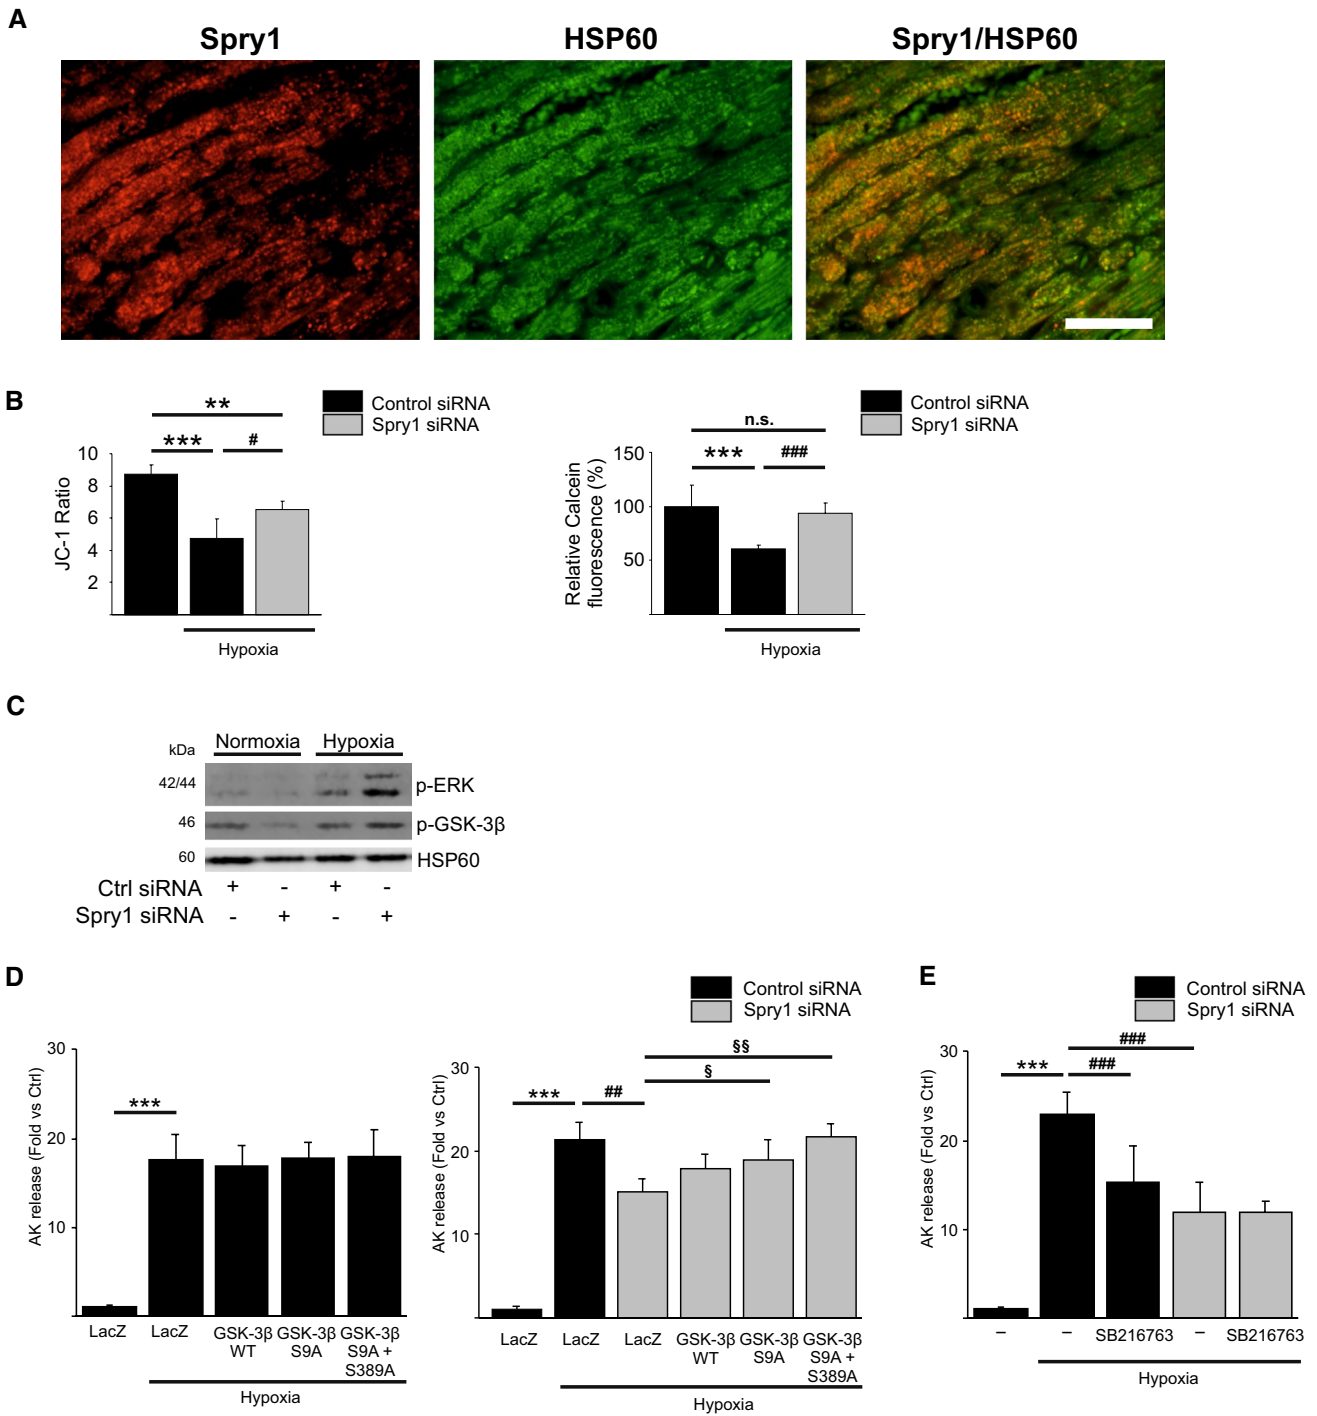 A
Spry1 HSP60 Spry1/HSP60
B
** Control siRNA
Spry1 siRNA
*** #
10
8
6
4
2
JC-1 Ratio
Hypoxia
Control siRNA
n.s. Spry1 siRNA
*** ###
150
100
50
Relative Calcein
fluorescence (%)
Hypoxia
C
kDa Normoxia Hypoxia
42/44 p-ERK
46 p-GSK-3β
60 HSP60
Ctrl siRNA + - + -
Spry1 siRNA - + - +
D
30
20
10
AK release (Fold vs Ctrl)
***
LacZ LacZ GSK-3β GSK-3β GSK-3β
WT S9A S9A +
S389A
Hypoxia
Control siRNA
Spry1 siRNA
§§
§
*** ##
30
20
10
AK release (Fold vs Ctrl)
LacZ LacZ LacZ GSK-3β GSK-3β GSK-3β
WT S9A S9A +
S389A
Hypoxia
E
Control siRNA
Spry1 siRNA
###
*** ###
30
20
10
AK release (Fold vs Ctrl)
– – SB216763 – SB216763
Hypoxia